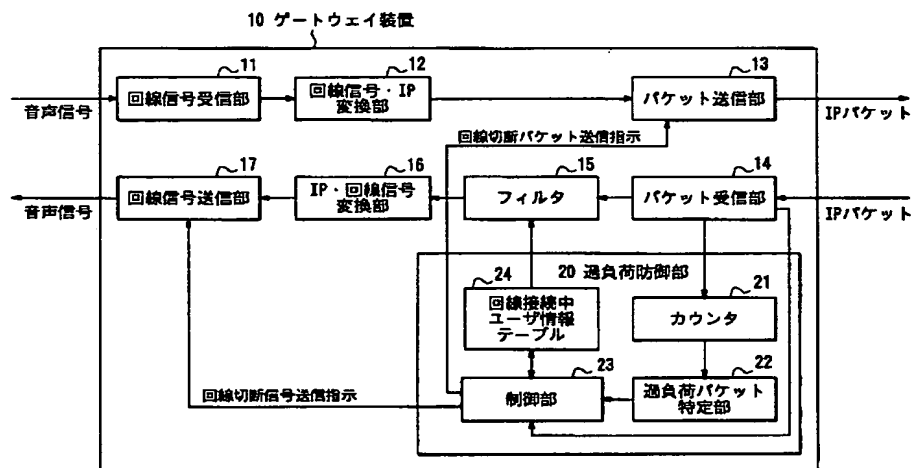 10 ゲートウェイ装置
11
12
13
回線信号受信部
回線信号・IP
変換部
パケット送信部
音声信号
IPパケット
回線切断パケット送信指示
17
16
15
14
回線信号送信部
IP・回線信号
変換部
フィルタ
パケット受信部
音声信号
IPパケット
20 過負荷防御部
24
21
回線接続中
ユーザ情報
テーブル
カウンタ
23
22
回線切断信号送信指示
制御部
過負荷パケット
特定部